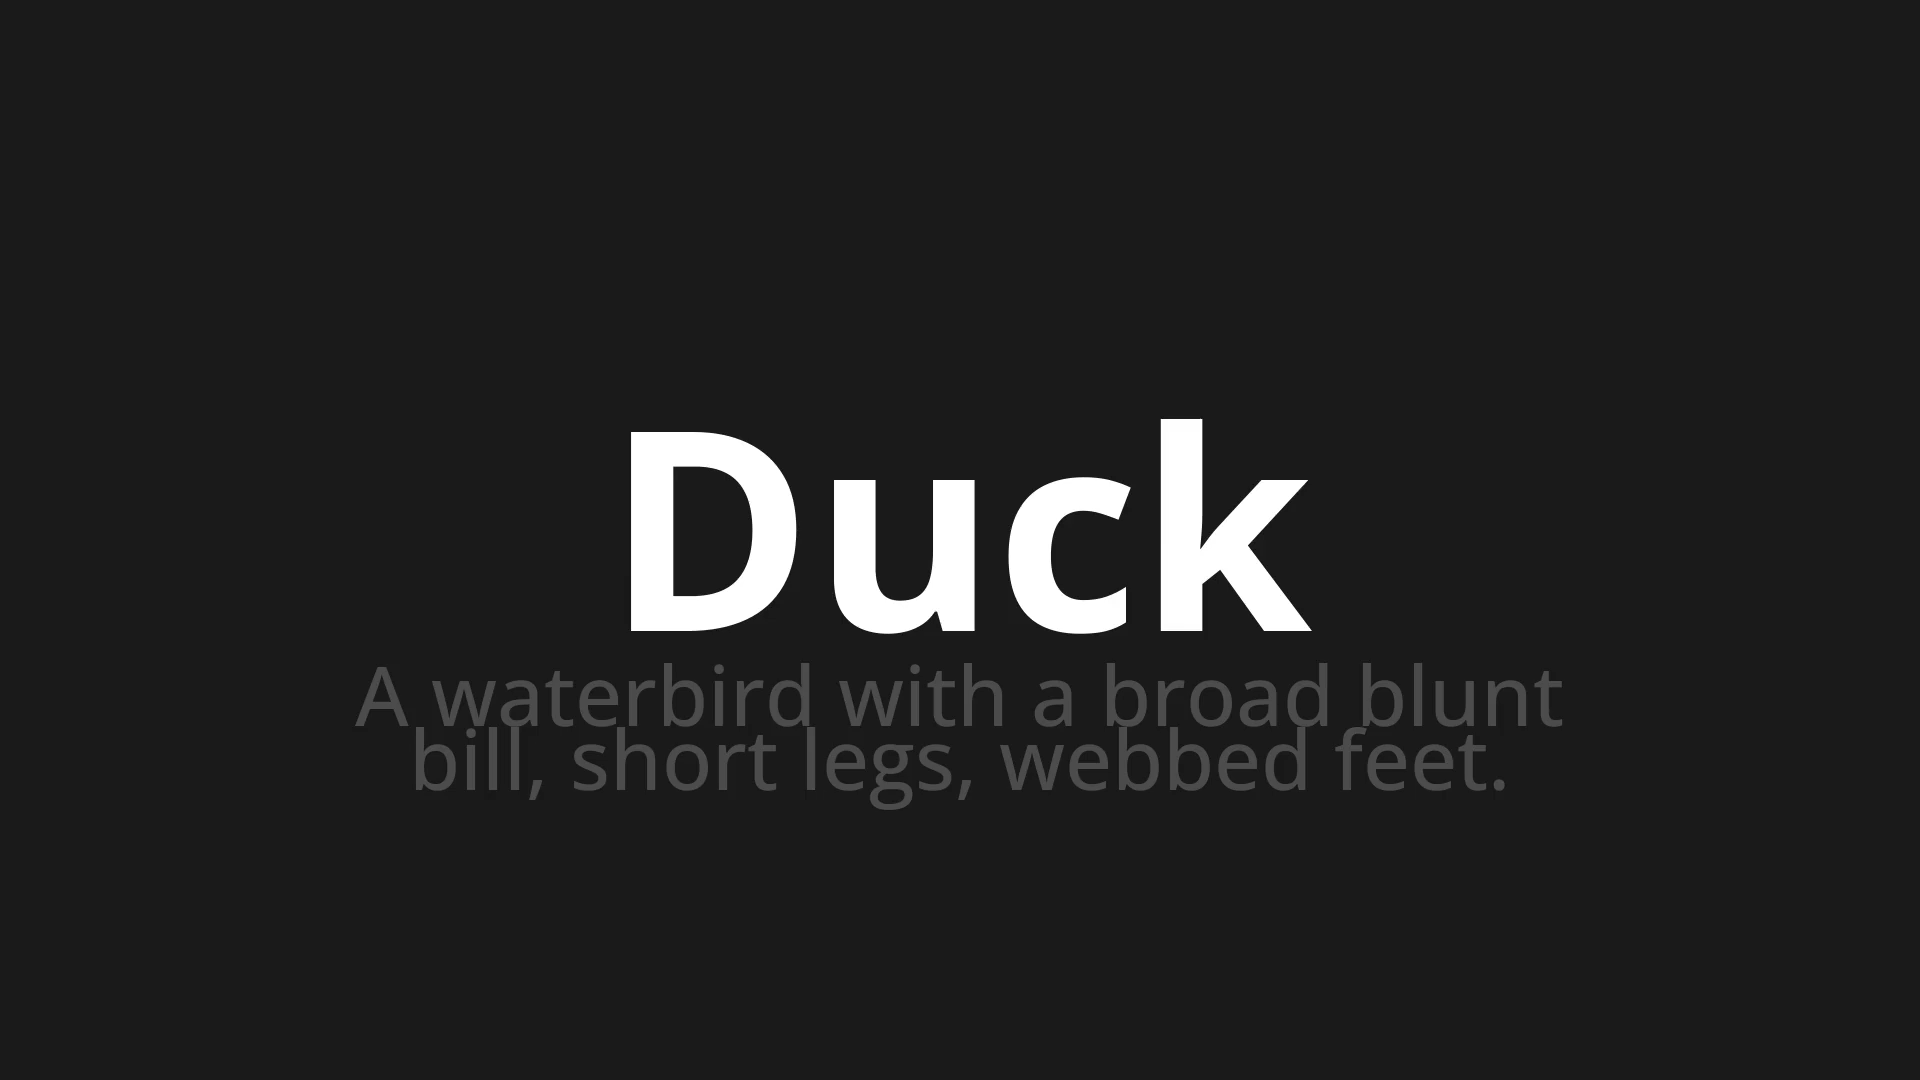 Duck
A waterbird with a broad blunt
bill, short legs, webbed feet.